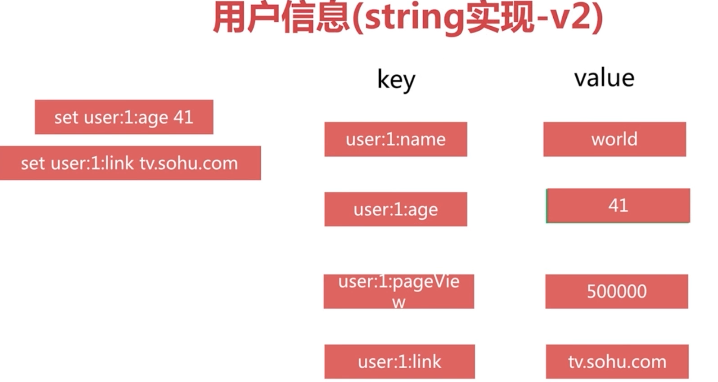 用户信息(string实现-v2)
key
value
set user:1:age 41
user:1:name
world
set user:1:link tv.sohu.com
user:1:age
41
user:1:pageVie
w
500000
user:1:link
tv.sohu.com